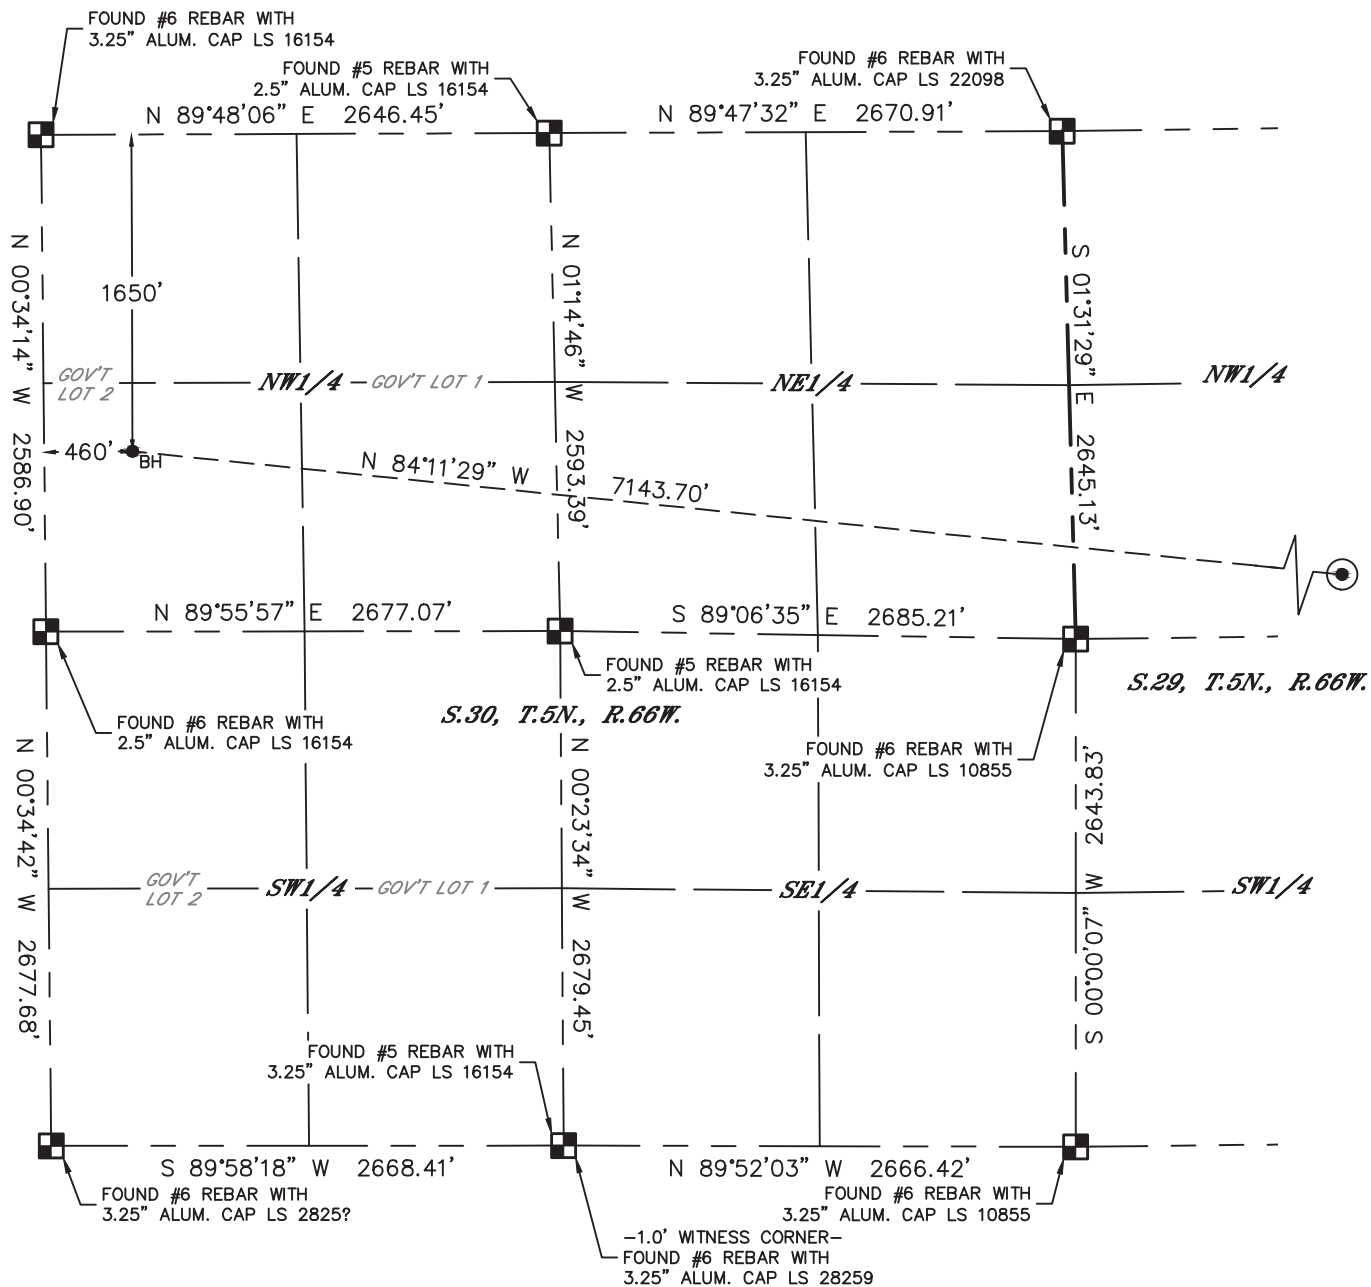 FOUND #6 REBAR WITH
3.25" ALUM. CAP LS 16154
FOUND #5 REBAR WITH
2.5" ALUM. CAP LS 16154
FOUND #6 REBAR WITH
3.25" ALUM. CAP LS 22098
N 89°48'06" E 2646.45'
N 89°47'32" E 2670.91'
N 00°34'14" W 2586.90'
1650'
N 01°14'46" W 2593.39'
S 01°31'29" E 2645.13'
GOV'T
LOT 2
NW1/4
GOV'T LOT 1
NE1/4
NW1/4
460'
BH
N 84°11'29" W 7143.70'
N 89°55'57" E 2677.07'
S 89°06'35" E 2685.21'
FOUND #5 REBAR WITH
2.5" ALUM. CAP LS 16154
S.29, T.5N., R.66W.
S.30, T.5N., R.66W.
FOUND #6 REBAR WITH
2.5" ALUM. CAP LS 16154
FOUND #6 REBAR WITH
3.25" ALUM. CAP LS 10855
N 00°34'42" W 2677.68'
N 00°23'34" W 2679.45'
S 00°00'07" W 2643.83'
GOV'T
LOT 2
SW1/4
GOV'T LOT 1
SE1/4
SW1/4
FOUND #5 REBAR WITH
3.25" ALUM. CAP LS 16154
S 89°58'18" W 2668.41'
N 89°52'03" W 2666.42'
FOUND #6 REBAR WITH
3.25" ALUM. CAP LS 2825?
FOUND #6 REBAR WITH
3.25" ALUM. CAP LS 10855
-1.0' WITNESS CORNER-
FOUND #6 REBAR WITH
3.25" ALUM. CAP LS 28259